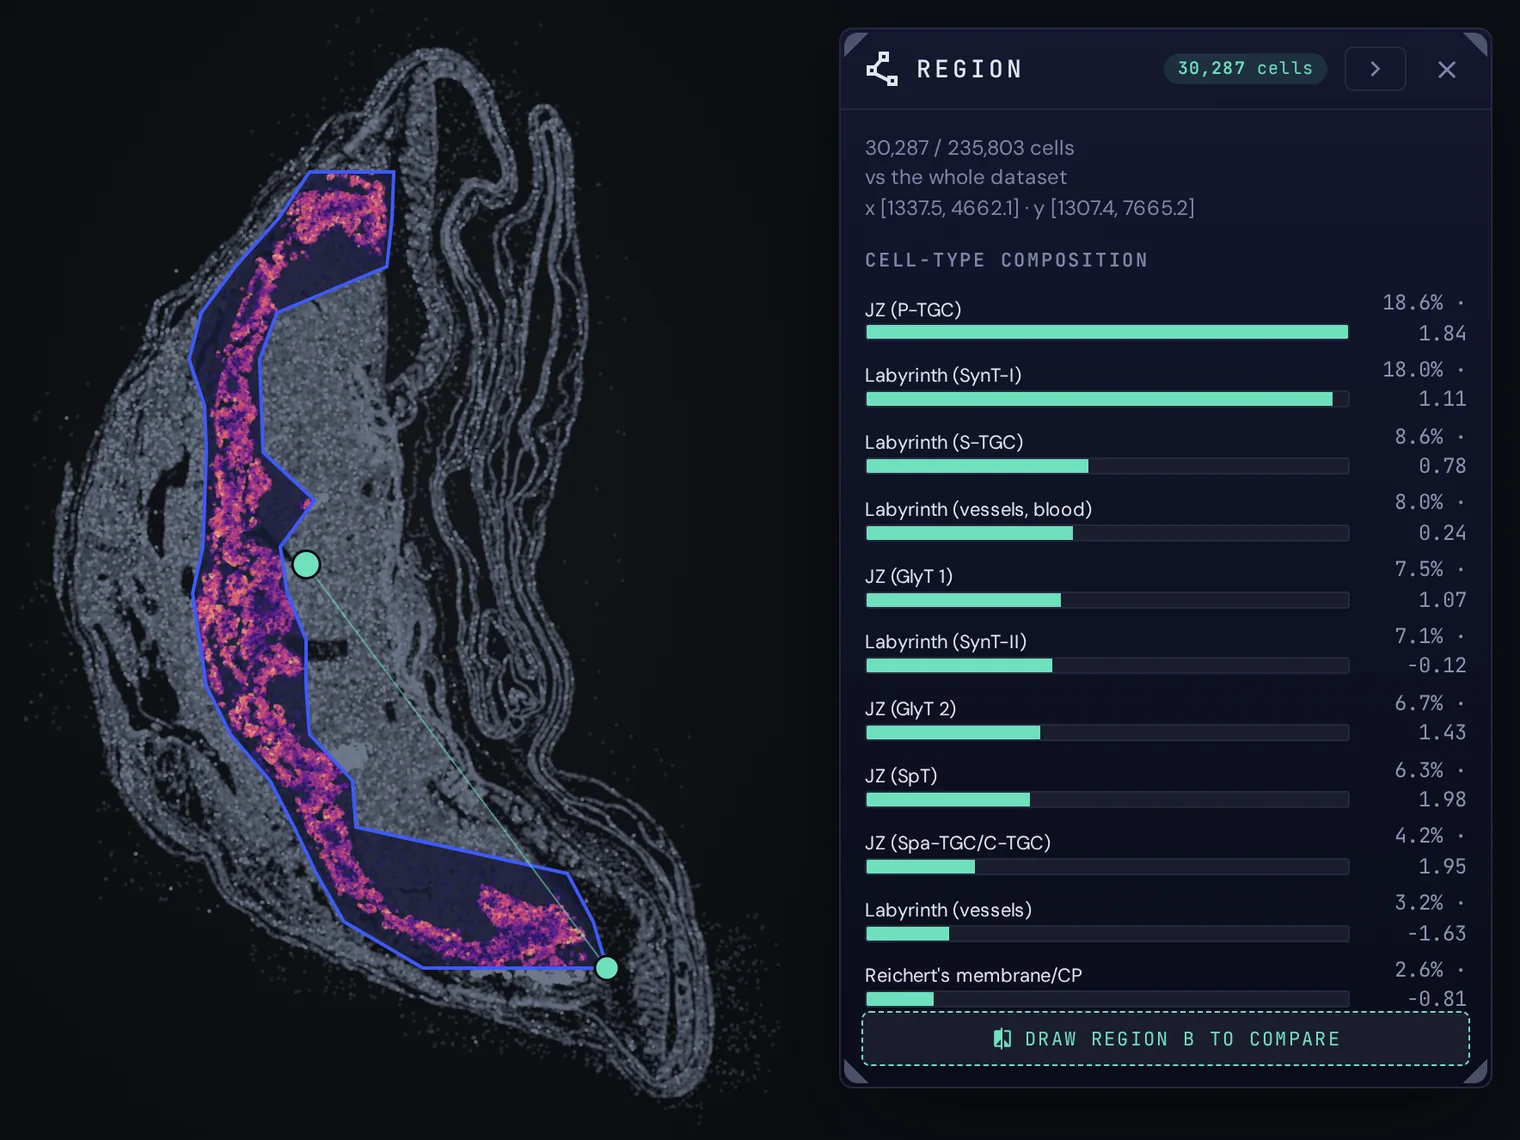 REGION
30,287 cells
30,287 / 235,803 cells
vs the whole dataset
x [1337.5, 4662.1] · y [1307.4, 7665.2]
CELL-TYPE COMPOSITION
JZ (P-TGC)
18.6% ·
1.84
Labyrinth (SynT-I)
18.0% ·
1.11
Labyrinth (S-TGC)
8.6% ·
0.78
Labyrinth (vessels, blood)
8.0% ·
0.24
JZ (GlyT 1)
7.5% ·
1.07
Labyrinth (SynT-II)
7.1% ·
-0.12
JZ (GlyT 2)
6.7% ·
1.43
JZ (SpT)
6.3% ·
1.98
JZ (Spa-TGC/C-TGC)
4.2% ·
1.95
Labyrinth (vessels)
3.2% ·
-1.63
Reichert's membrane/CP
2.6% ·
-0.81
DRAW REGION B TO COMPARE